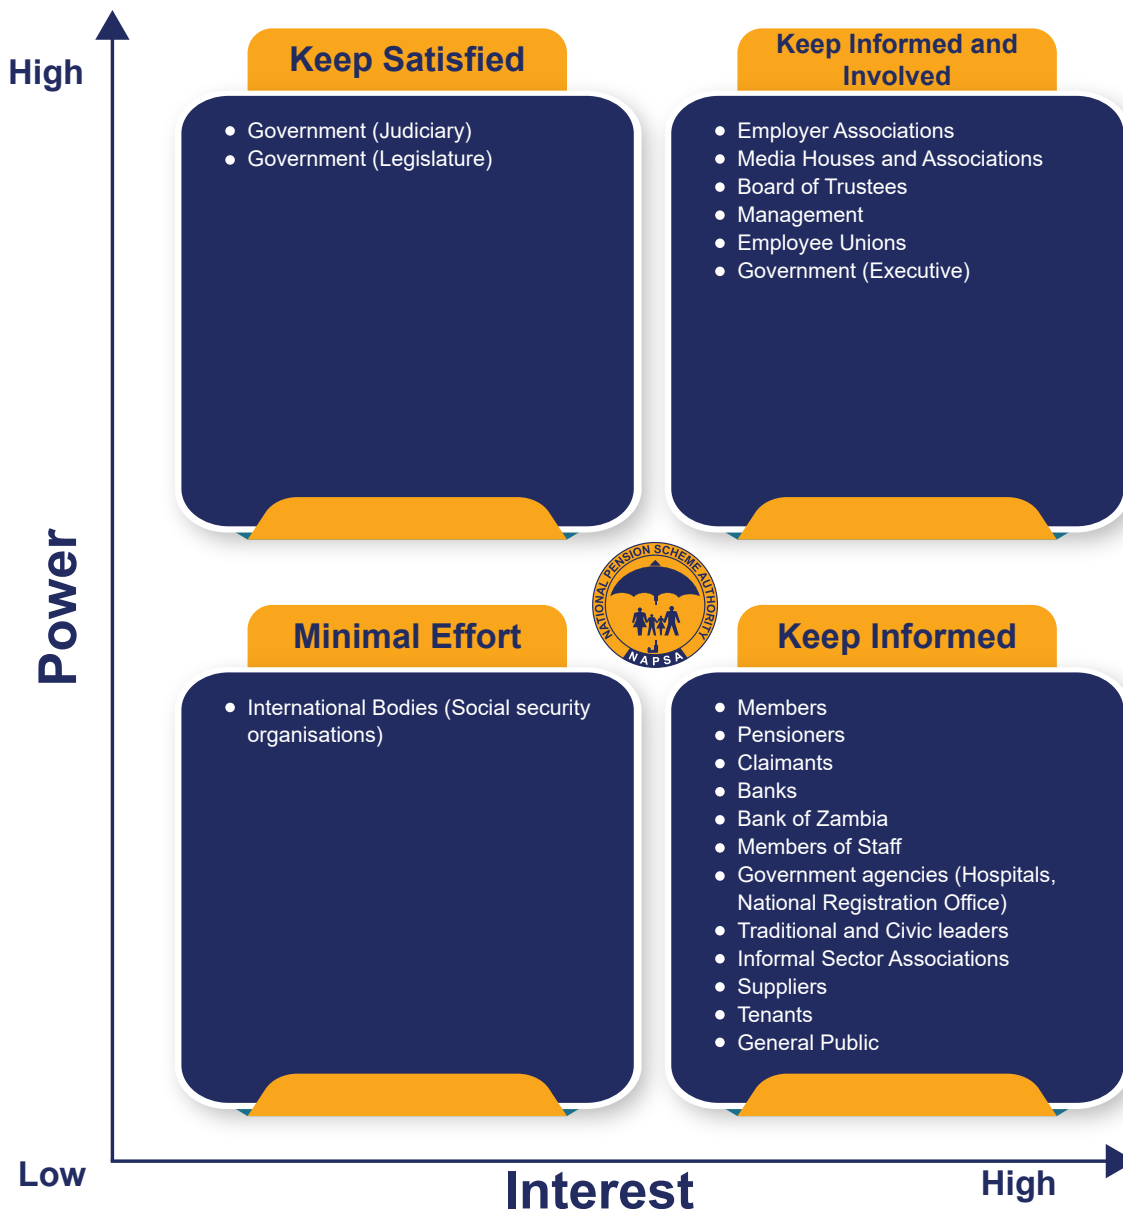 High
Keep Satisfied
Government (Judiciary)
Government (Legislature)
Keep Informed and
Involved
Employer Associations
Media Houses and Associations
Board of Trustees
Management
Employee Unions
Government (Executive)
Power
NATIONAL PENSION SCHEME AUTHORITY
NAPSA
Minimal Effort
International Bodies (Social security
organisations)
Keep Informed
Members
Pensioners
Claimants
Banks
Bank of Zambia
Members of Staff
Government agencies (Hospitals,
National Registration Office)
Traditional and Civic leaders
Informal Sector Associations
Suppliers
Tenants
General Public
Low
Interest
High